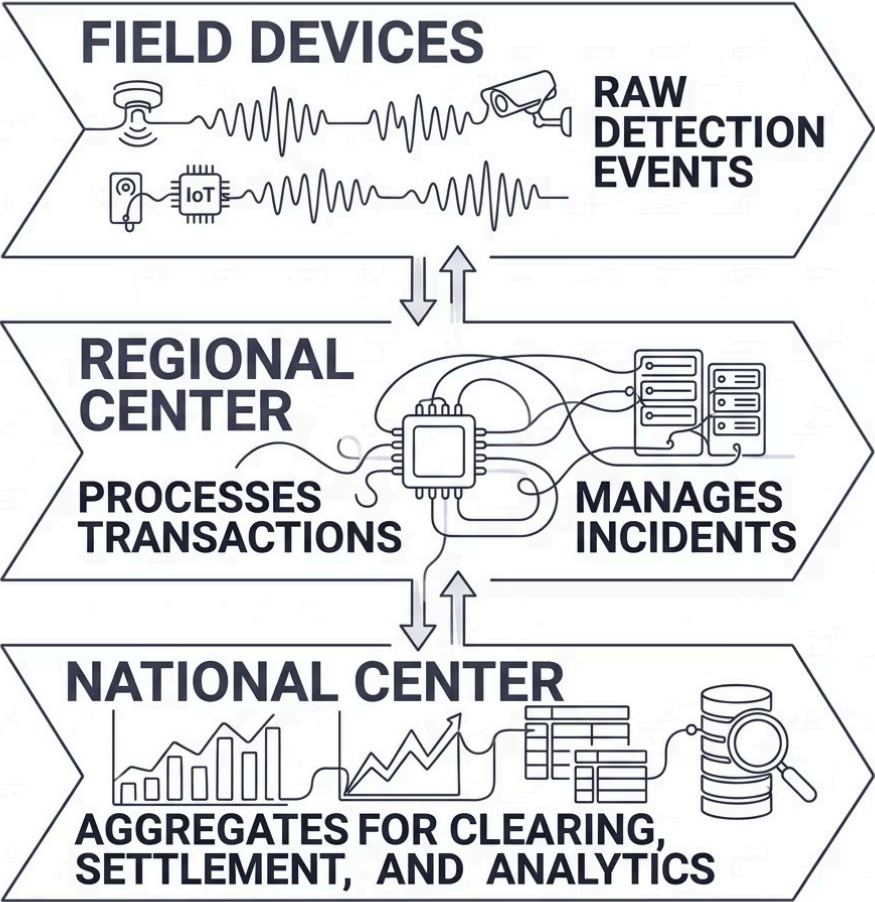 FIELD DEVICES
RAW
DETECTION
EVENTS
IoT
REGIONAL
CENTER
PROCESSES
TRANSACTIONS
MANAGES
INCIDENTS
NATIONAL CENTER
AGGREGATES FOR CLEARING,
SETTLEMENT, AND ANALYTICS